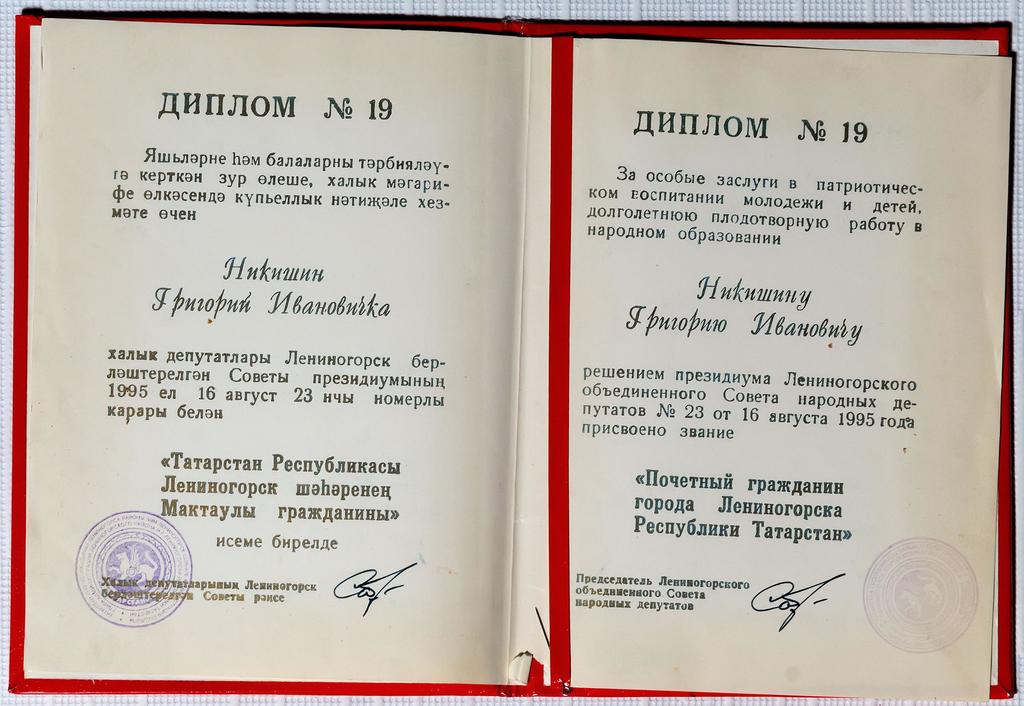 ДИПЛОМ № 19
Яшьләрне һәм балаларны тәрбияләү-
гә керткән зур өлеше, халык мәгари-
фе өлкәсендә күпьеллык нәтиҗәле хез-
мәте өчен
Никишин
Григорий Ивановичка
халык депутатлары Лениногорск бер-
ләштерелгән Советы президиумының
1995 ел 16 август 23 нчы номерлы
карары белән
«Татарстан Республикасы
Лениногорск шәһәренең
Мактаулы гражданины»
исеме бирелде
Халык депутатларының Лениногорск
берләштерелгән Советы рәисе
ДИПЛОМ № 19
За особые заслуги в патриотичес-
ком воспитании молодежи и детей,
долголетнюю плодотворную работу в
народном образовании
Никишину
Григорию Ивановичу
решением президиума Лениногорского
объединенного Совета народных де-
путатов № 23 от 16 августа 1995 года
присвоено звание
«Почетный гражданин
города Лениногорска
Республики Татарстан»
Председатель Лениногорского
объединенного Совета
народных депутатов